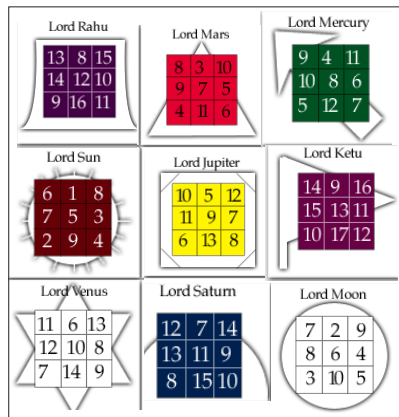 Lord Rahu
13 8 15
14 12 10
9 16 11
Lord Mars
8 3 10
9 7 5
4 11 6
Lord Mercury
9 4 11
10 8 6
5 12 7
Lord Sun
6 1 8
7 5 3
2 9 4
Lord Jupiter
10 5 12
11 9 7
6 13 8
Lord Ketu
14 9 16
15 13 11
10 17 12
Lord Venus
11 6 13
12 10 8
7 14 9
Lord Saturn
12 7 14
13 11 9
8 15 10
Lord Moon
7 2 9
8 6 4
3 10 5